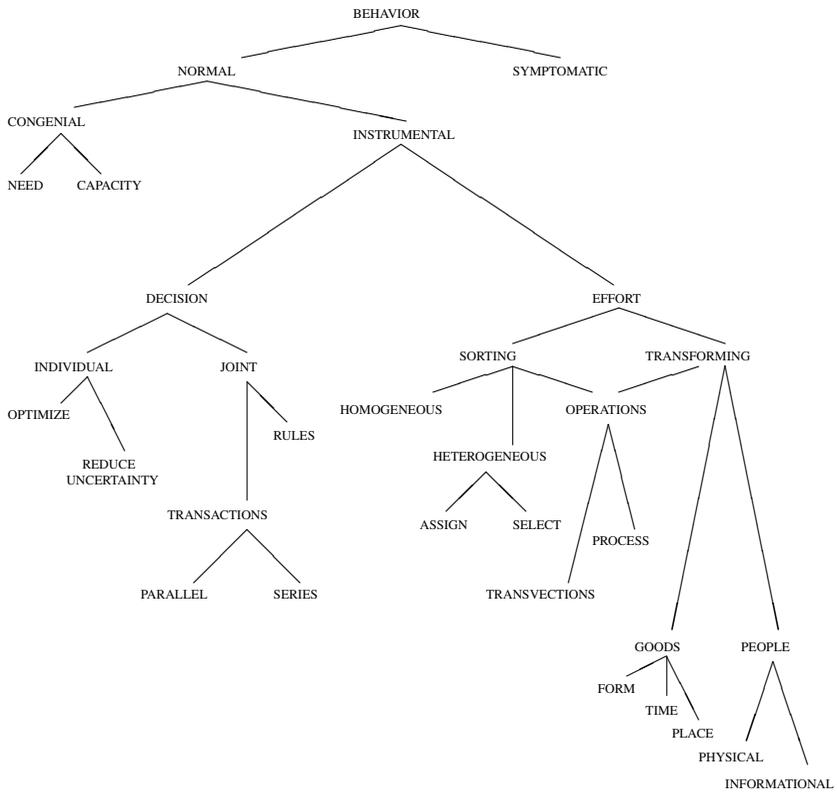 BEHAVIOR
NORMAL
SYMPTOMATIC
CONGENIAL
INSTRUMENTAL
NEED
CAPACITY
DECISION
EFFORT
INDIVIDUAL
JOINT
SORTING
TRANSFORMING
OPTIMIZE
RULES
HOMOGENEOUS
OPERATIONS
REDUCE
UNCERTAINTY
HETEROGENEOUS
TRANSACTIONS
ASSIGN
SELECT
PROCESS
PARALLEL
SERIES
TRANSVECTIONS
GOODS
PEOPLE
FORM
TIME
PLACE
PHYSICAL
INFORMATIONAL